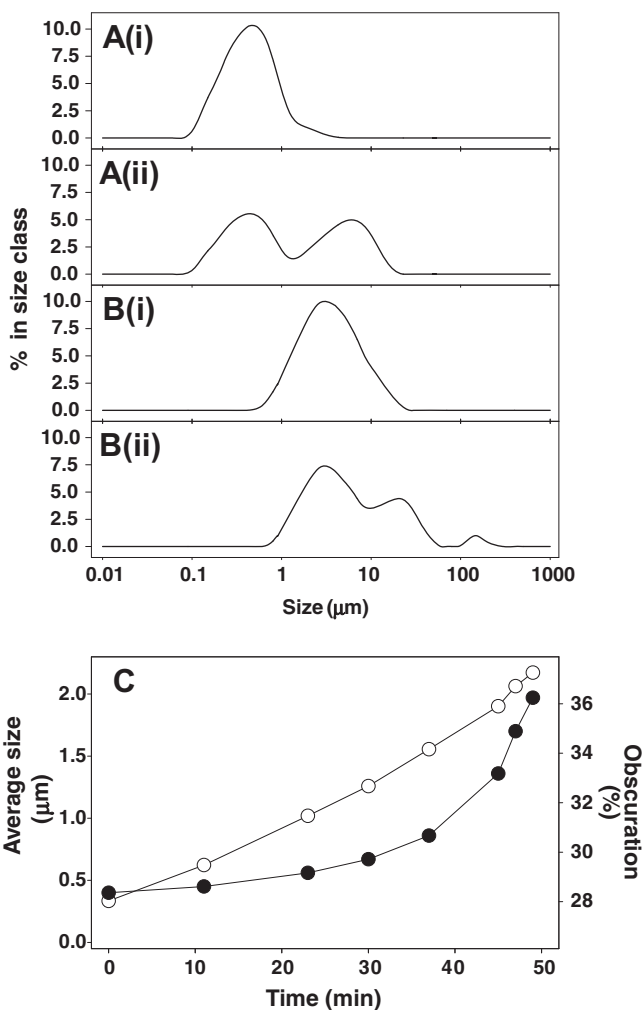 A(i)
10.0
7.5
5.0
2.5
0.0
A(ii)
10.0
7.5
5.0
2.5
0.0
B(i)
10.0
7.5
5.0
2.5
0.0
B(ii)
10.0
7.5
5.0
2.5
0.0
% in size class
0.01 0.1 1 10 100 1000
Size (μm)
C
2.0
1.5
1.0
0.5
0.0
Average size
(μm)
36
34
32
30
28
Obscuration
(%)
0 10 20 30 40 50
Time (min)